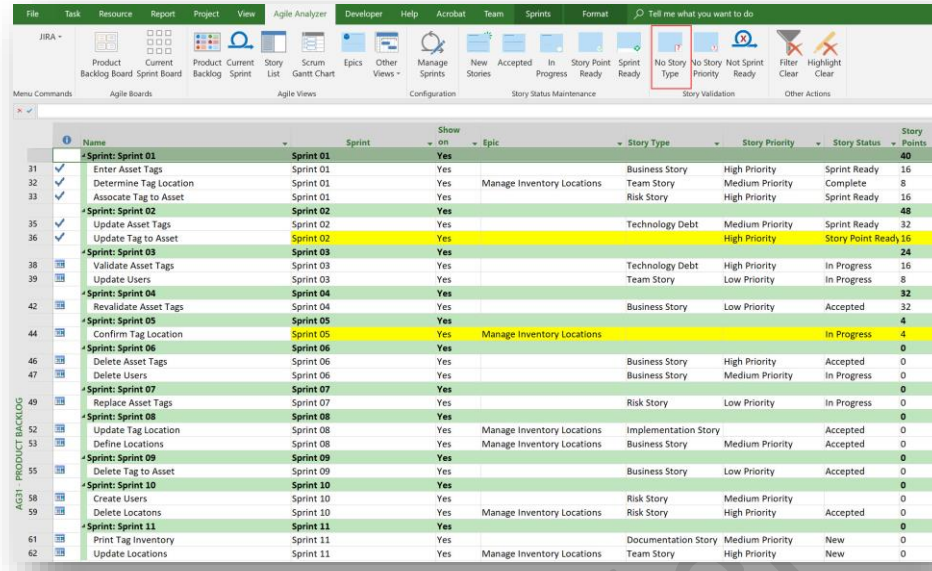 File Task Resource Report Project View Agile Analyzer Developer Help Acrobat Team Sprints Format Tell me what you want to do
JIRA
Product Backlog Board
Current Sprint Board
Product Backlog
Current Sprint
Story List
Scrum Gantt Chart
Epics
Other Views
Manage Sprints
New Stories
Accepted
In Progress
Story Point Ready
Sprint Ready
No Story Type
No Story Priority
Not Sprint Ready
Filter Clear
Highlight Clear
Menu Commands Agile Boards Agile Views Configuration Story Status Maintenance Story Validation Other Actions
Name Sprint Show on Epic Story Type Story Priority Story Status Story Points
Sprint: Sprint 01 Sprint 01 Yes 40
31 Enter Asset Tags Sprint 01 Yes Business Story High Priority Sprint Ready 16
32 Determine Tag Location Sprint 01 Yes Manage Inventory Locations Team Story Medium Priority Complete 8
33 Assocate Tag to Asset Sprint 01 Yes Risk Story High Priority Sprint Ready 16
Sprint: Sprint 02 Sprint 02 Yes 48
35 Update Asset Tags Sprint 02 Yes Technology Debt Medium Priority Sprint Ready 32
36 Update Tag to Asset Sprint 02 Yes High Priority Story Point Ready 16
Sprint: Sprint 03 Sprint 03 Yes 24
38 Validate Asset Tags Sprint 03 Yes Technology Debt High Priority In Progress 16
39 Update Users Sprint 03 Yes Team Story Low Priority In Progress 8
Sprint: Sprint 04 Sprint 04 Yes 32
42 Revalidate Asset Tags Sprint 04 Yes Business Story Low Priority Accepted 32
Sprint: Sprint 05 Sprint 05 Yes 4
44 Confirm Tag Location Sprint 05 Yes Manage Inventory Locations In Progress 4
Sprint: Sprint 06 Sprint 06 Yes 0
46 Delete Asset Tags Sprint 06 Yes Business Story High Priority Accepted 0
47 Delete Users Sprint 06 Yes Business Story Medium Priority In Progress 0
Sprint: Sprint 07 Sprint 07 Yes 0
49 Replace Asset Tags Sprint 07 Yes Risk Story Low Priority In Progress 0
Sprint: Sprint 08 Sprint 08 Yes 0
52 Update Tag Location Sprint 08 Yes Manage Inventory Locations Implementation Story Accepted 0
53 Define Locations Sprint 08 Yes Manage Inventory Locations Business Story Medium Priority Accepted 0
Sprint: Sprint 09 Sprint 09 Yes 0
55 Delete Tag to Asset Sprint 09 Yes Business Story Low Priority Accepted 0
Sprint: Sprint 10 Sprint 10 Yes 0
58 Create Users Sprint 10 Yes Risk Story Medium Priority 0
59 Delete Locatons Sprint 10 Yes Manage Inventory Locations Risk Story High Priority Accepted 0
Sprint: Sprint 11 Sprint 11 Yes 0
61 Print Tag Inventory Sprint 11 Yes Documentation Story Medium Priority New 0
62 Update Locations Sprint 11 Yes Manage Inventory Locations Team Story High Priority New 0
AG31 - PRODUCT BACKLOG